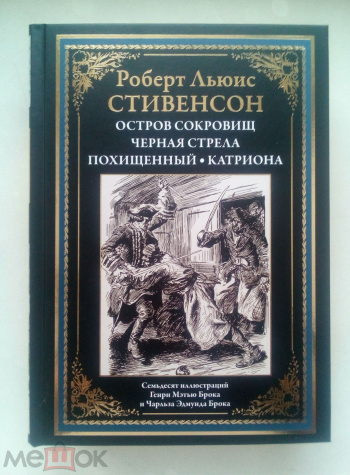 Роберт Льюис
СТИВЕНСОН
ОСТРОВ СОКРОВИЩ
ЧЕРНАЯ СТРЕЛА
ПОХИЩЕННЫЙ • КАТРИОНА
Семьдесят иллюстраций
Генри Мэтью Брока
и Чарльза Эдмунда Брока
мешок